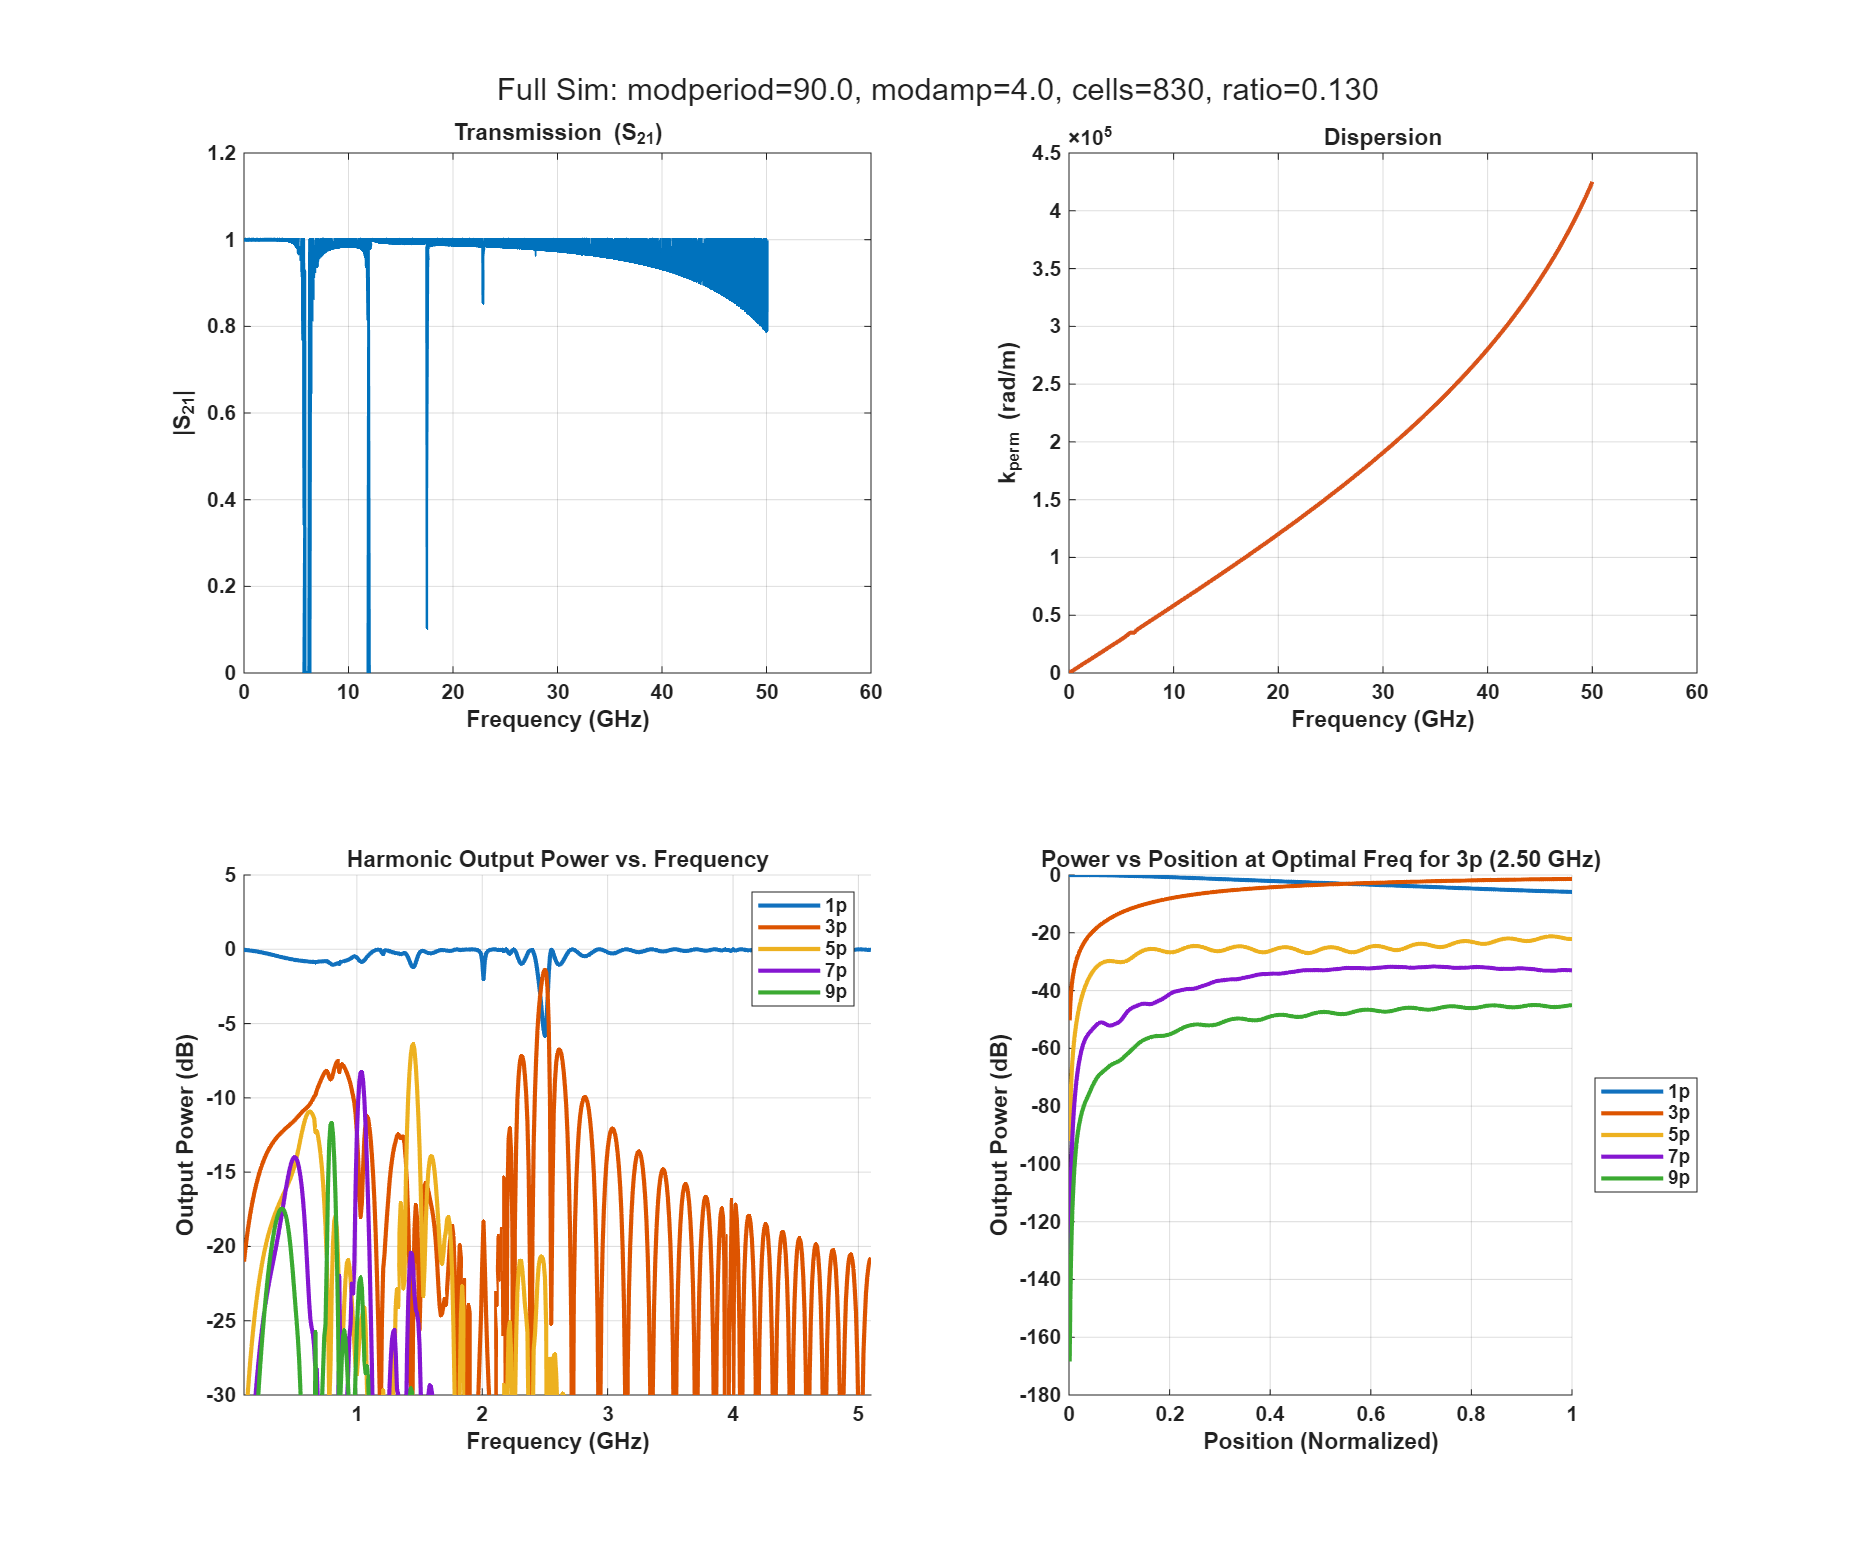 Full Sim: modperiod=90.0, modamp=4.0, cells=830, ratio=0.130
Transmission (S21)
1.2
1
0.8
0.6
0.4
0.2
0
0 10 20 30 40 50 60
|S21|
Frequency (GHz)
×10^5
Dispersion
4.5
4
3.5
3
2.5
2
1.5
1
0.5
0
0 10 20 30 40 50 60
kperm (rad/m)
Frequency (GHz)
Harmonic Output Power vs. Frequency
5
0
-5
-10
-15
-20
-25
-30
1 2 3 4 5
Output Power (dB)
Frequency (GHz)
1p
3p
5p
7p
9p
Power vs Position at Optimal Freq for 3p (2.50 GHz)
0
-20
-40
-60
-80
-100
-120
-140
-160
-180
0 0.2 0.4 0.6 0.8 1
Output Power (dB)
Position (Normalized)
1p
3p
5p
7p
9p